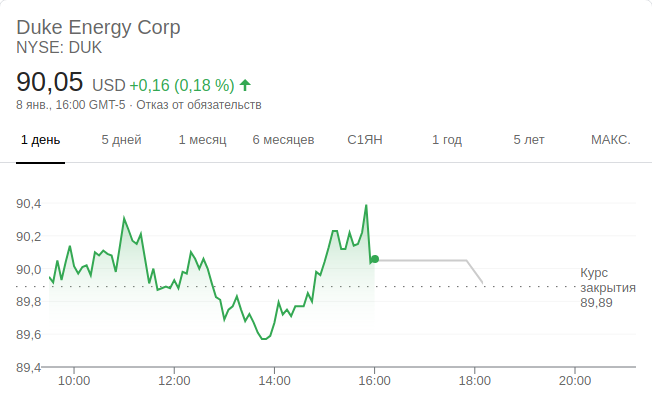 Duke Energy Corp
NYSE: DUK
90,05 USD +0,16 (0,18 %)
8 янв., 16:00 GMT-5 · Отказ от обязательств
1 день 5 дней 1 месяц 6 месяцев С1ЯН 1 год 5 лет МАКС.
90,4
90,2
90,0
89,8
89,6
89,4
Курс
закрытия
89,89
10:00 12:00 14:00 16:00 18:00 20:00